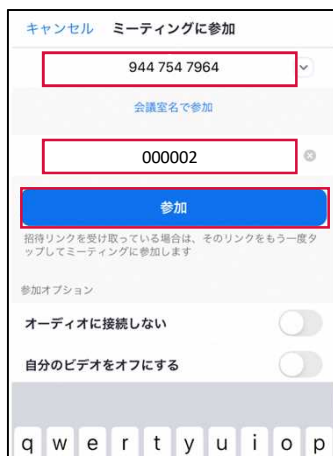 キャンセル ミーティングに参加
944 754 7964
会議室名で参加
000002
参加
招待リンクを受け取っている場合は、そのリンクをもう一度タ
ップしてミーティングに参加します
参加オプション
オーディオに接続しない
自分のビデオをオフにする
q w e r t y u i o p